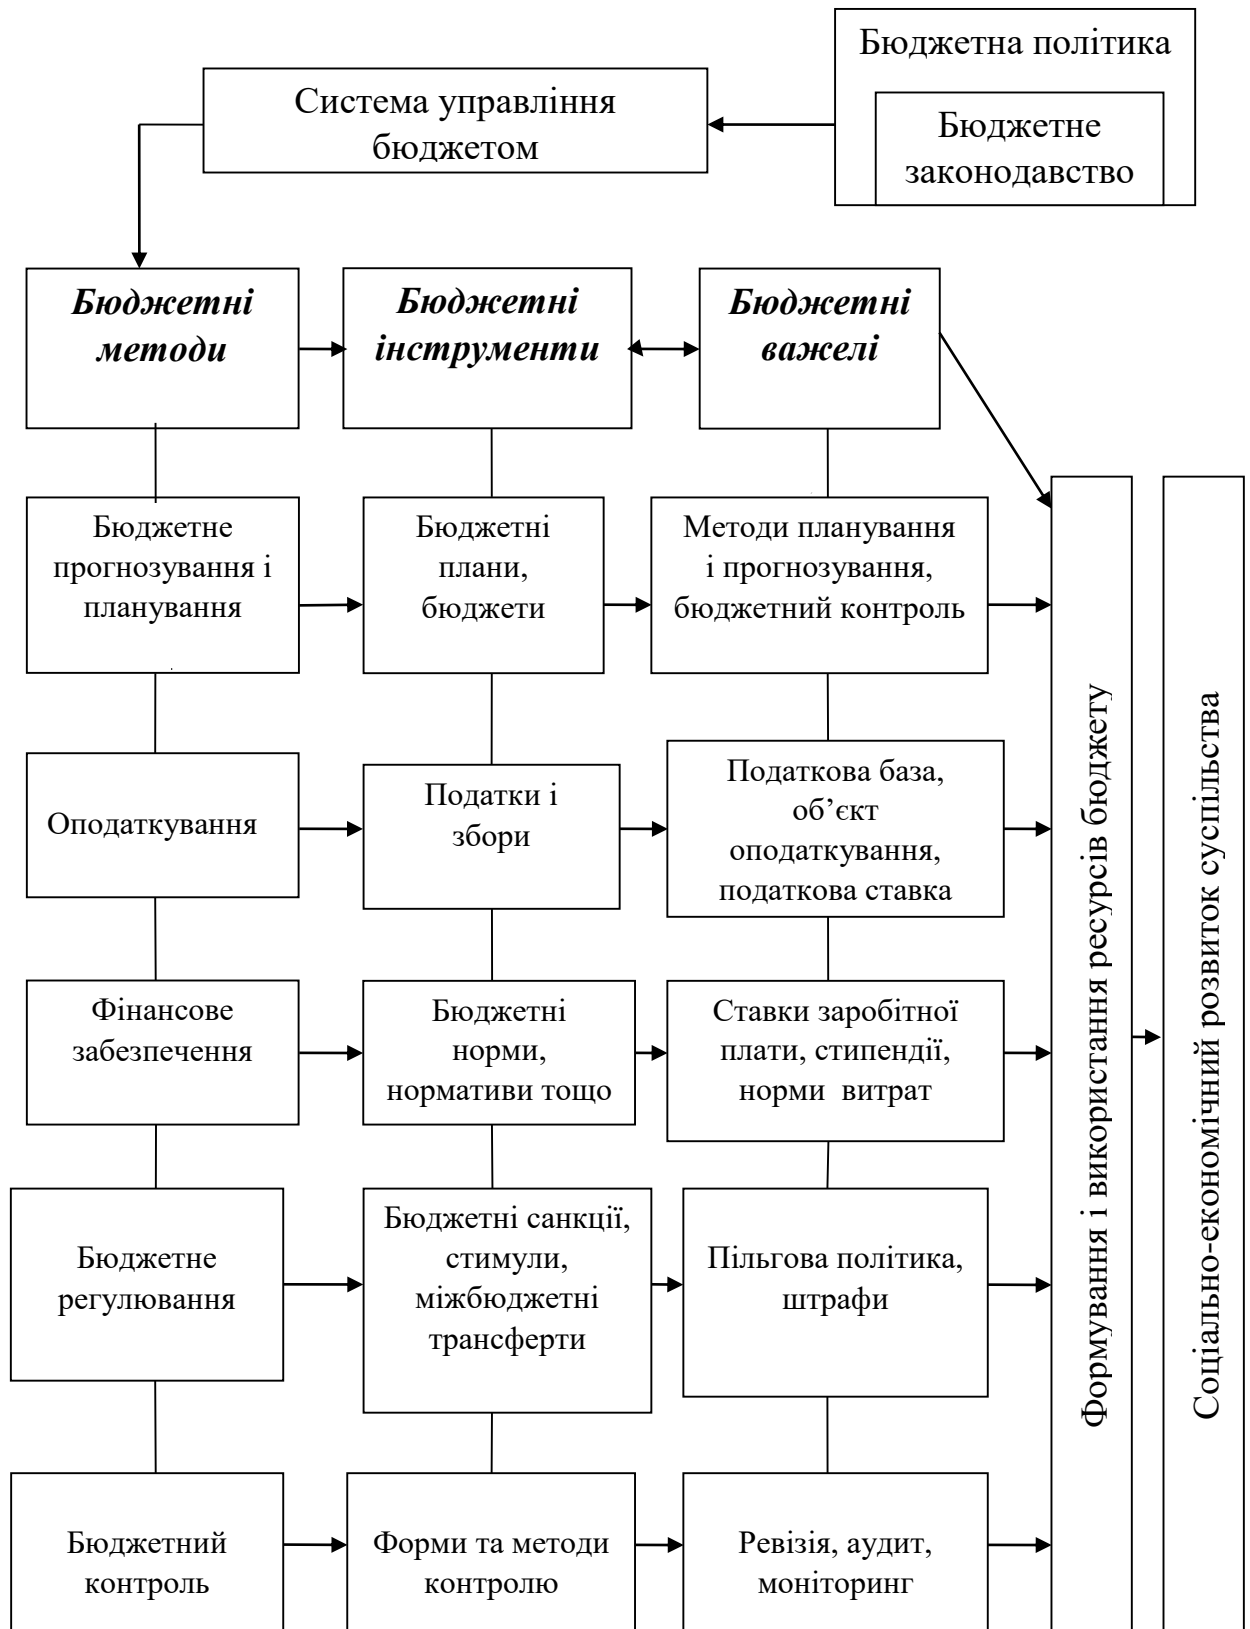 Бюджетна політика
Система управління
бюджетом
Бюджетне
законодавство
Бюджетні
методи
Бюджетні
інструменти
Бюджетні
важелі
Бюджетне
прогнозування і
планування
Бюджетні
плани,
бюджети
Методи планування
і прогнозування,
бюджетний контроль
Оподаткування
Податки і
збори
Податкова база,
об’єкт
оподаткування,
податкова ставка
Фінансове
забезпечення
Бюджетні
норми,
нормативи тощо
Ставки заробітної
плати, стипендії,
норми витрат
Бюджетне
регулювання
Бюджетні санкції,
стимули,
міжбюджетні
трансферти
Пільгова політика,
штрафи
Бюджетний
контроль
Форми та методи
контролю
Ревізія, аудит,
моніторинг
Формування і використання ресурсів бюджету
Соціально-економічний розвиток суспільства